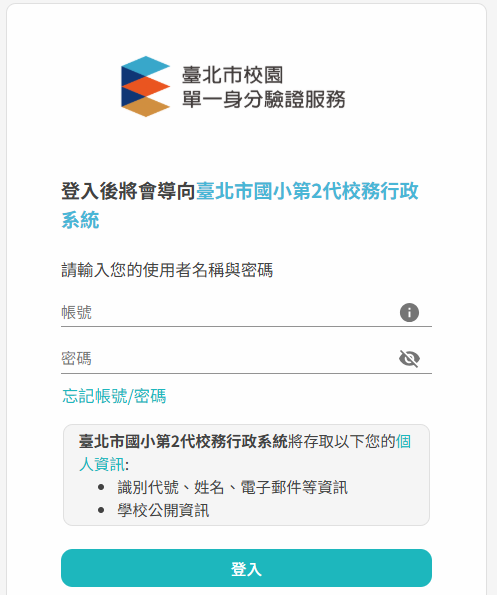 臺北市校園
單一身分驗證服務
登入後將會導向臺北市國小第2代校務行政
系統
請輸入您的使用者名稱與密碼
帳號
密碼
忘記帳號/密碼
臺北市國小第2代校務行政系統將存取以下您的個
人資訊:
• 識別代號、姓名、電子郵件等資訊
• 學校公開資訊
登入